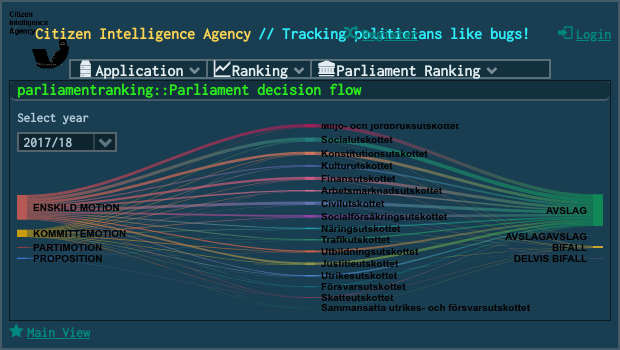 Citizen
Intelligence
Agency
Citizen Intelligence Agency // Tracking politicians like bugs!
Register
Login
Application
Ranking
Parliament Ranking
parliamentranking::Parliament decision flow
Select year
2017/18
Miljö- och jordbruksutskottet
Socialutskottet
Konstitutionsutskottet
Kulturutskottet
Finansutskottet
Arbetsmarknadsutskottet
Civilutskottet
Socialförsäkringsutskottet
Näringsutskottet
Trafikutskottet
Utbildningsutskottet
Justitieutskottet
Utrikesutskottet
Försvarsutskottet
Skatteutskottet
Sammansatta utrikes- och försvarsutskottet
ENSKILD MOTION
KOMMITTEMOTION
PARTIMOTION
PROPOSITION
AVSLAG
AVSLAGAVSLAG
BIFALL
DELVIS BIFALL
Main View